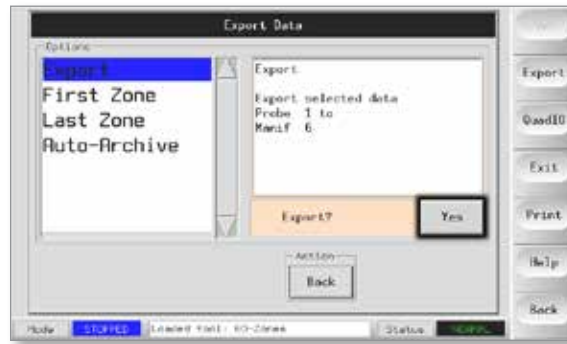 Export Data
Options
Export
First Zone
Last Zone
Auto-Archive
Export
Export selected data
Probe 1 to
Manif 6
Export?
Yes
Action
Back
Export
QuadIO
Exit
Print
Help
Back
Mode
STOPPED
Loaded Tool: 60-Zones
Status
NORMAL